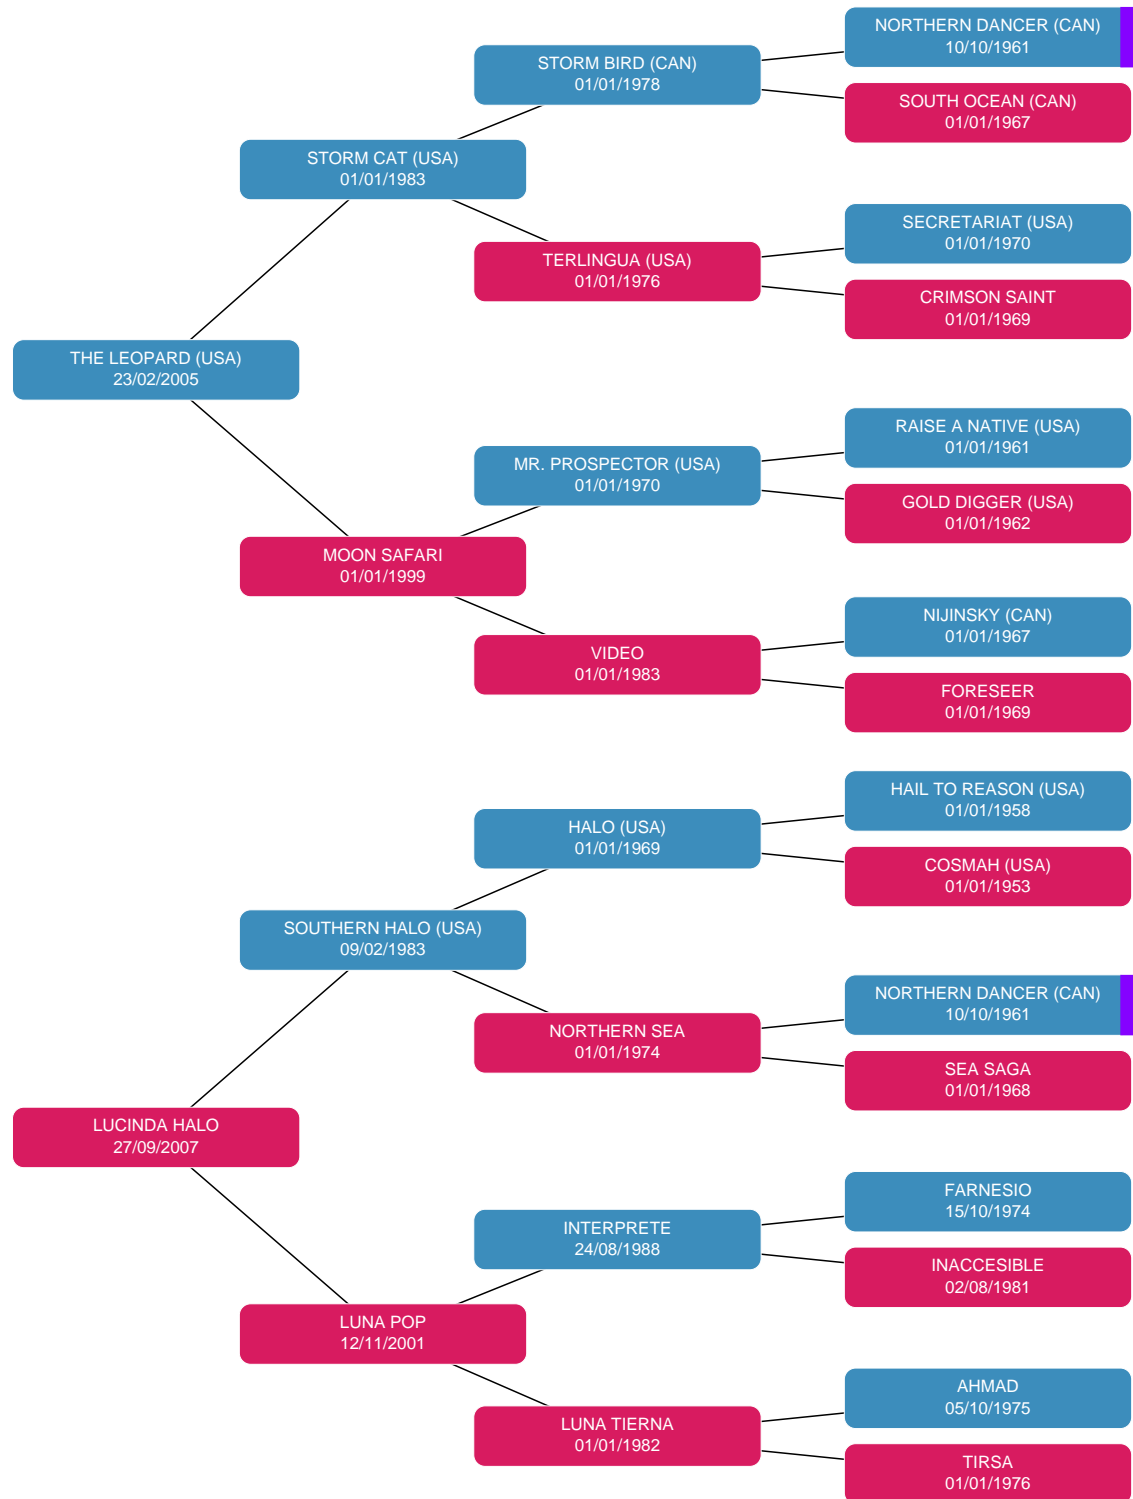 NORTHERN DANCER (CAN)
10/10/1961
STORM BIRD (CAN)
01/01/1978
SOUTH OCEAN (CAN)
01/01/1967
STORM CAT (USA)
01/01/1983
SECRETARIAT (USA)
01/01/1970
TERLINGUA (USA)
01/01/1976
CRIMSON SAINT
01/01/1969
THE LEOPARD (USA)
23/02/2005
RAISE A NATIVE (USA)
01/01/1961
MR. PROSPECTOR (USA)
01/01/1970
GOLD DIGGER (USA)
01/01/1962
MOON SAFARI
01/01/1999
NIJINSKY (CAN)
01/01/1967
VIDEO
01/01/1983
FORESEER
01/01/1969
HAIL TO REASON (USA)
01/01/1958
HALO (USA)
01/01/1969
COSMAH (USA)
01/01/1953
SOUTHERN HALO (USA)
09/02/1983
NORTHERN DANCER (CAN)
10/10/1961
NORTHERN SEA
01/01/1974
SEA SAGA
01/01/1968
LUCINDA HALO
27/09/2007
FARNESIO
15/10/1974
INTERPRETE
24/08/1988
INACCESIBLE
02/08/1981
LUNA POP
12/11/2001
AHMAD
05/10/1975
LUNA TIERNA
01/01/1982
TIRSA
01/01/1976